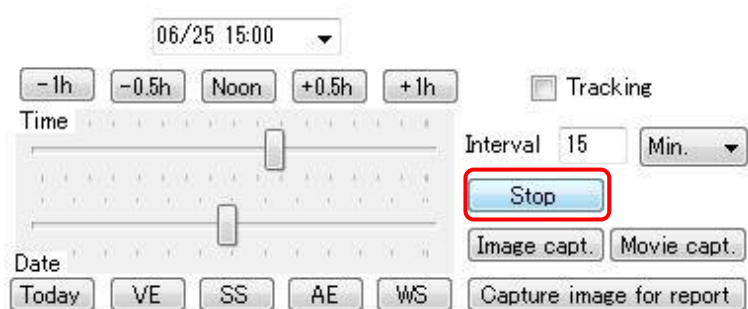 06/25 15:00
-1h -0.5h Noon +0.5h +1h Tracking
Time
Interval 15 Min.
Stop
Image capt. Movie capt.
Date
Today VE SS AE WS Capture image for report